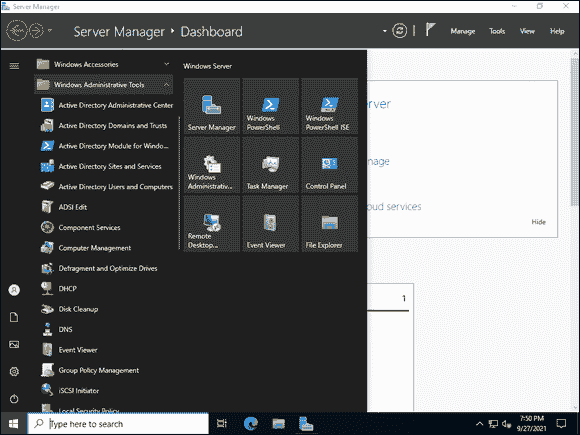 Server Manager
Server Manager ▸ Dashboard
Manage Tools View Help
Windows Accessories
Windows Administrative Tools
Active Directory Administrative Center
Active Directory Domains and Trusts
Active Directory Module for Windo...
Active Directory Sites and Services
Active Directory Users and Computers
ADSI Edit
Component Services
Computer Management
Defragment and Optimize Drives
DHCP
Disk Cleanup
DNS
Event Viewer
Group Policy Management
iSCSI Initiator
Local Security Policy
Windows Server
Server Manager
Windows
PowerShell
Windows
PowerShell ISE
Windows
Administrativ...
Task Manager
Control Panel
Remote
Desktop...
Event Viewer
File Explorer
erver
nage
oud services
Hide
1
Type here to search
7:50 PM
9/27/2021